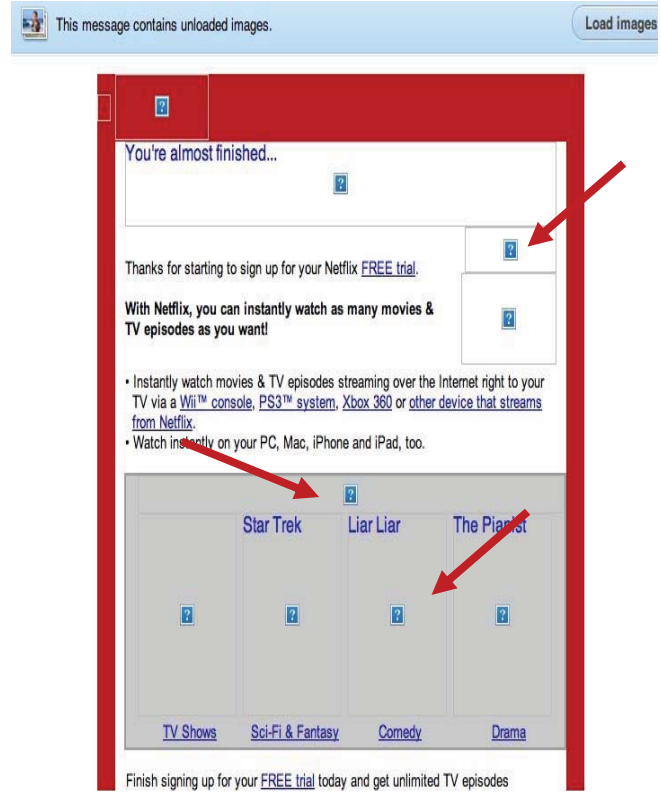 This message contains unloaded images.
Load images
You're almost finished...
Thanks for starting to sign up for your Netflix FREE trial.
With Netflix, you can instantly watch as many movies &
TV episodes as you want!
• Instantly watch movies & TV episodes streaming over the Internet right to your
TV via a Wii™ console, PS3™ system, Xbox 360 or other device that streams
from Netflix.
• Watch instantly on your PC, Mac, iPhone and iPad, too.
Star Trek Liar Liar The Pianist
TV Shows Sci-Fi & Fantasy Comedy Drama
Finish signing up for your FREE trial today and get unlimited TV episodes